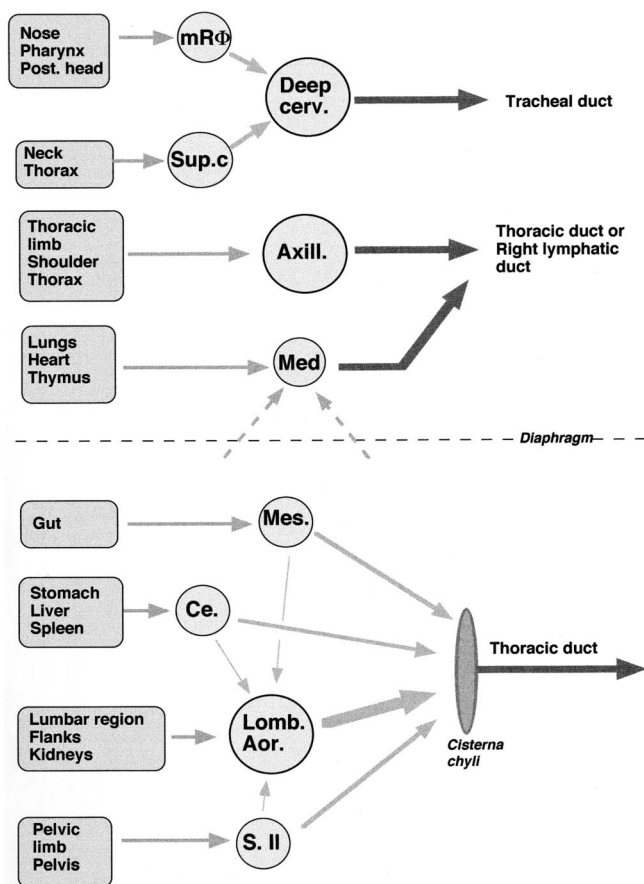 Nose
Pharynx
Post. head
mRΦ
Deep
cerv.
Tracheal duct
Neck
Thorax
Sup.c
Thoracic
limb
Shoulder
Thorax
Axill.
Thoracic duct or
Right lymphatic
duct
Lungs
Heart
Thymus
Med
Diaphragm
Gut
Mes.
Stomach
Liver
Spleen
Ce.
Thoracic duct
Lumbar region
Flanks
Kidneys
Lomb.
Aor.
Cisterna
chyli
Pelvic
limb
Pelvis
S. II